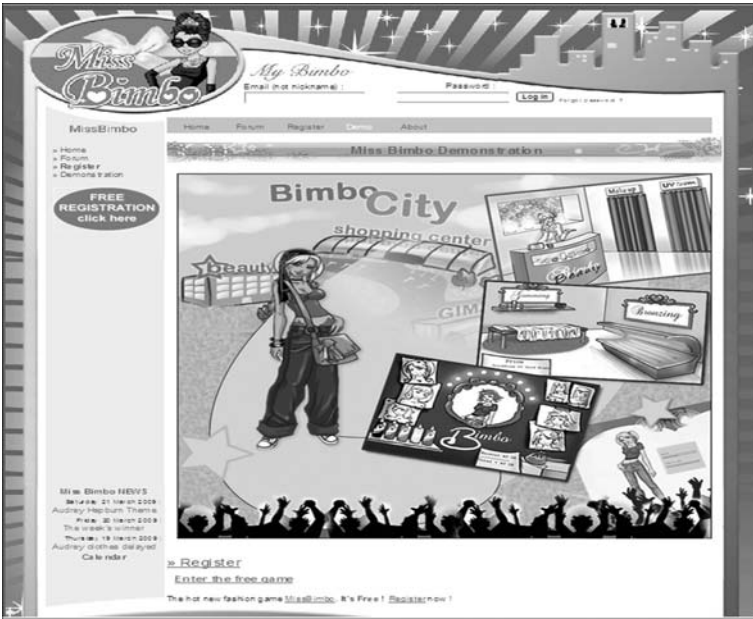 Miss
Bimbo
My Bimbo
Email (not nickname) :
Password :
Log in
Forgot password ?
MissBimbo
Home Forum Register Demo About
» Home
» Forum
» Register
» Demonstration
FREE
REGISTRATION
click here
Miss Bimbo Demonstration
Bimbo City
shopping center
beauty
GIM
Makeup
UV
Beauty
Bronzing
Bimbo
Miss Bimbo NEWS
Saturday, 21 March 2009
Audrey Hepburn Theme
Friday, 20 March 2009
The week's winner
Thursday, 19 March 2009
Audrey clothes delayed
Calendar
» Register
Enter the free game
The hot new fashion game MissBimbo. It's Free ! Register now !